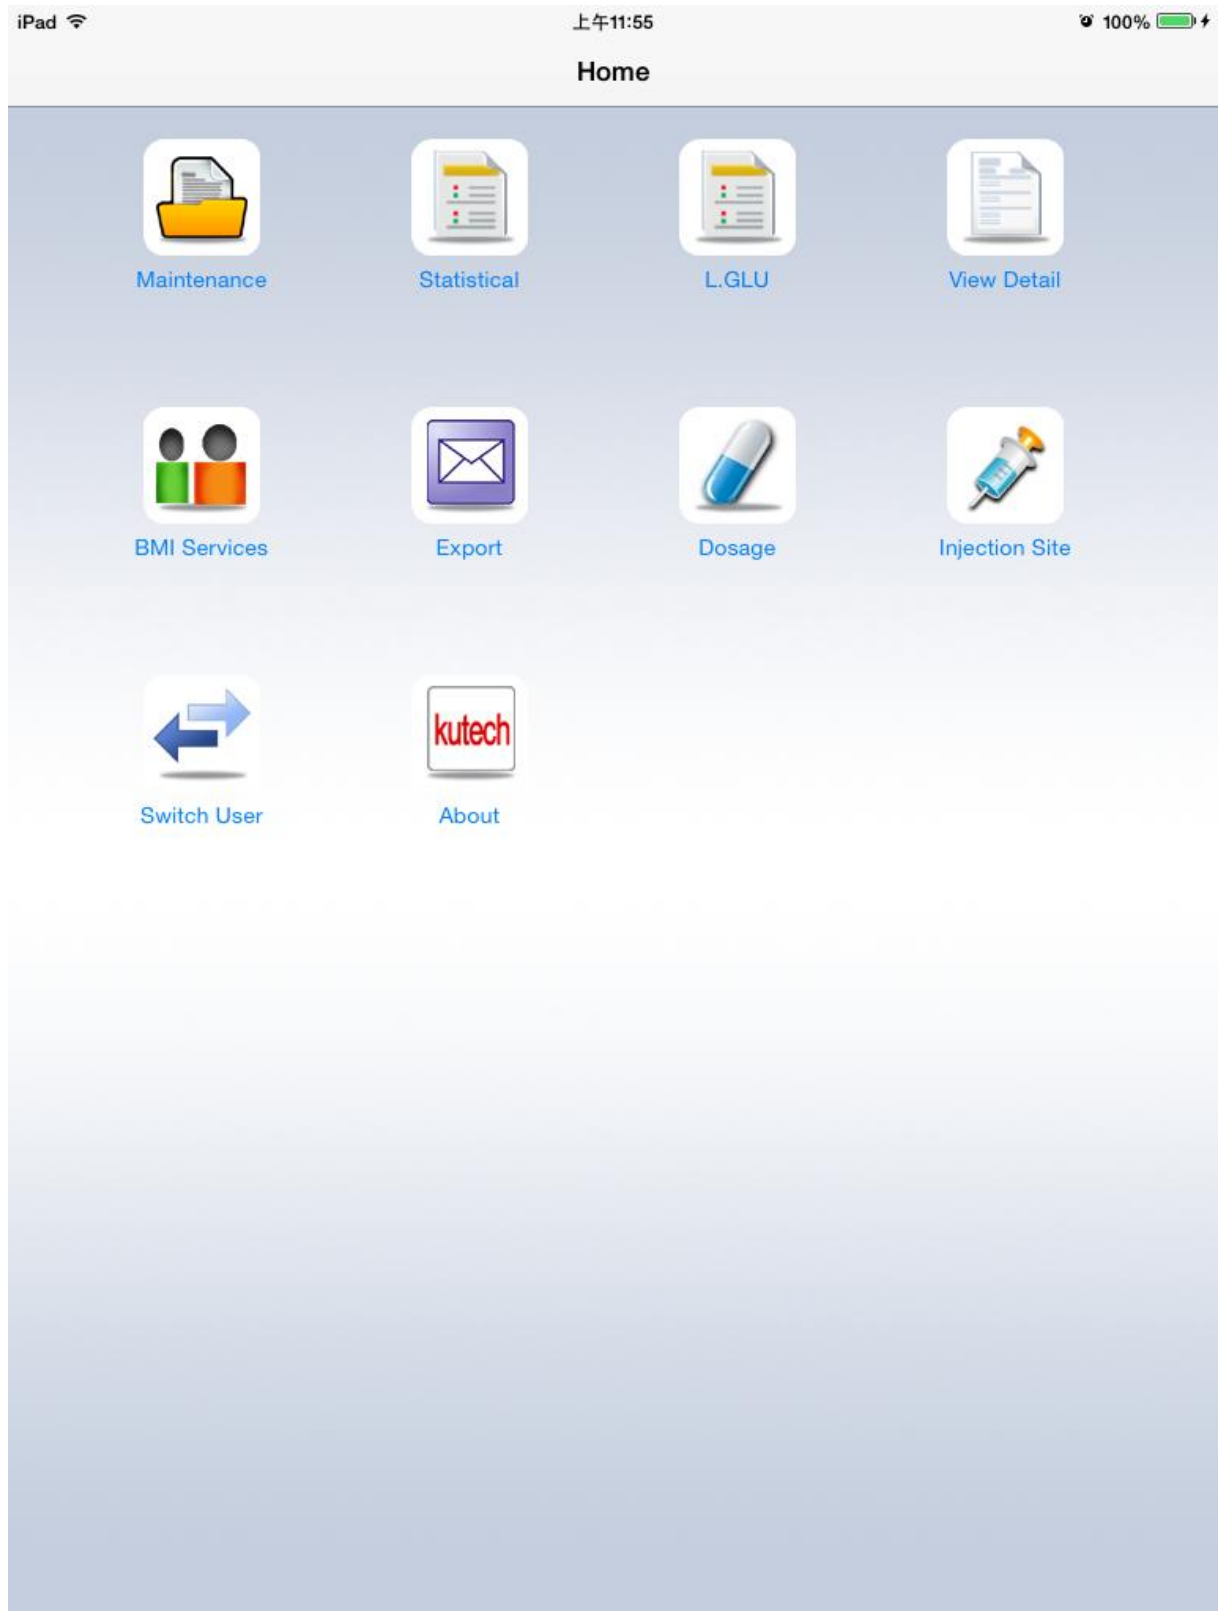 iPad 上午11:55 100%
Home
Maintenance Statistical L.GLU View Detail
BMI Services Export Dosage Injection Site
kutech
Switch User About